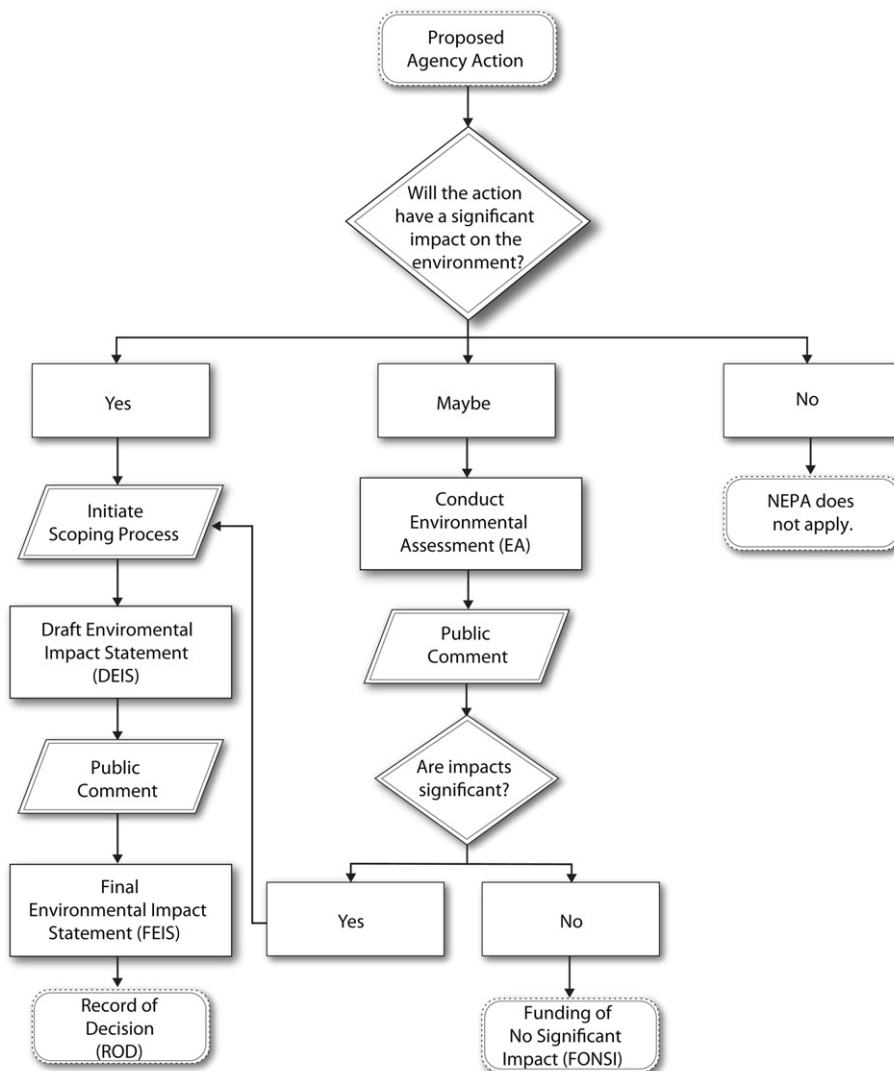 Proposed
Agency Action
Will the action
have a significant
impact on the
environment?
Yes
Maybe
No
Initiate
Scoping Process
Conduct
Environmental
Assessment (EA)
NEPA does
not apply.
Draft Enviromental
Impact Statement
(DEIS)
Public
Comment
Public
Comment
Are impacts
significant?
Final
Environmental Impact
Statement (FEIS)
Yes
No
Record of
Decision
(ROD)
Funding of
No Significant
Impact (FONSI)